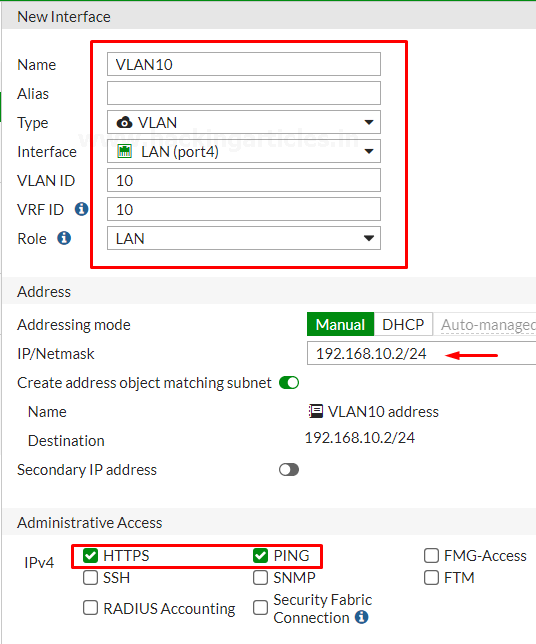 New Interface
Name VLAN10
Alias
Type VLAN
www.hackingarticles.in
Interface LAN (port4)
VLAN ID 10
VRF ID 10
Role LAN
Address
Addressing mode Manual DHCP Auto-managed
IP/Netmask 192.168.10.2/24
Create address object matching subnet
Name VLAN10 address
Destination 192.168.10.2/24
Secondary IP address
Administrative Access
IPv4 HTTPS PING FMG-Access
SSH SNMP FTM
RADIUS Accounting Security Fabric
Connection